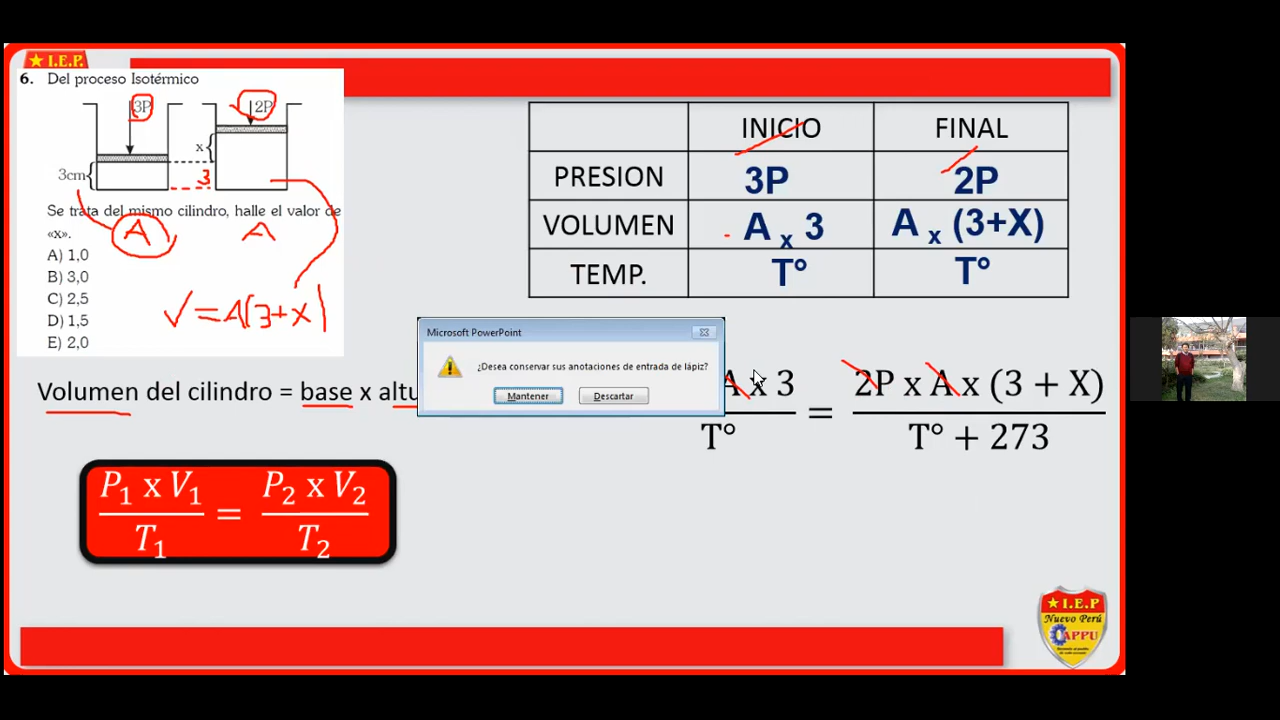 ★ I.E.P.
6. Del proceso Isotérmico
3P
2P
x
3cm
3
Se trata del mismo cilindro, halle el valor de
«x».
A
A
A) 1,0
B) 3,0
C) 2,5
D) 1,5
E) 2,0
V = A(3+x)
INICIO FINAL
PRESION 3P 2P
VOLUMEN A x 3 A x (3+X)
TEMP. T° T°
Microsoft PowerPoint
¿Desea conservar sus anotaciones de entrada de lápiz?
Mantener Descartar
Volumen del cilindro = base x altu
A x 3 = 2P x A x (3 + X)
T° T° + 273
P₁ x V₁ = P₂ x V₂
T₁ T₂
★ I.E.P
Nuevo Perú
APPU